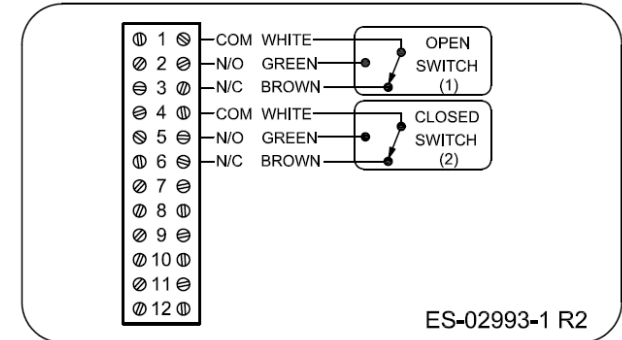 1 COM WHITE OPEN
2 N/O GREEN SWITCH
3 N/C BROWN (1)
4 COM WHITE CLOSED
5 N/O GREEN SWITCH
6 N/C BROWN (2)
7
8
9
10
11
12
ES-02993-1 R2